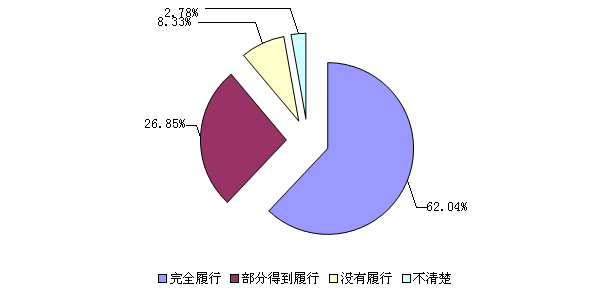 2.78%
8.33%
26.85%
62.04%
完全履行 部分得到履行 没有履行 不清楚